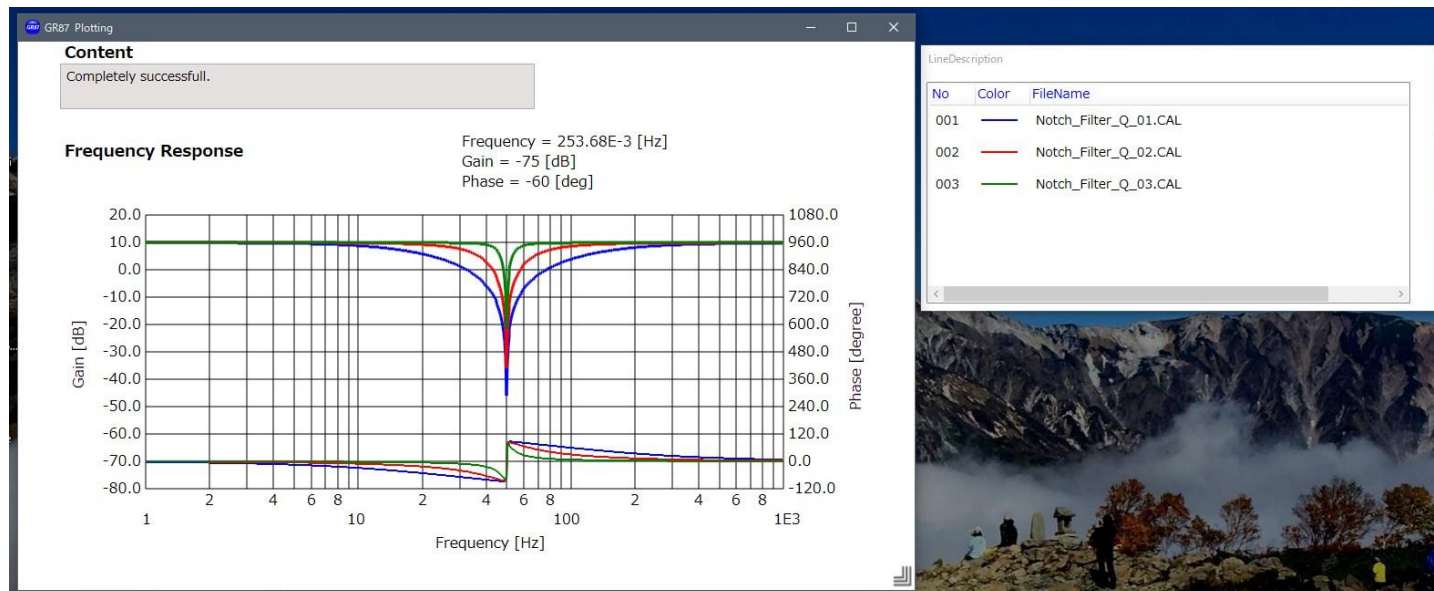 GR87 Plotting
Content
Completely successfull.
Frequency Response
Frequency = 253.68E-3 [Hz]
Gain = -75 [dB]
Phase = -60 [deg]
20.0
10.0
0.0
-10.0
-20.0
-30.0
-40.0
-50.0
-60.0
-70.0
-80.0
Gain [dB]
1080.0
960.0
840.0
720.0
600.0
480.0
360.0
240.0
120.0
0.0
-120.0
Phase [degree]
2 4 6 8 2 4 6 8 2 4 6 8
1 10 100 1E3
Frequency [Hz]
LineDescription
No Color FileName
001 Notch_Filter_Q_01.CAL
002 Notch_Filter_Q_02.CAL
003 Notch_Filter_Q_03.CAL